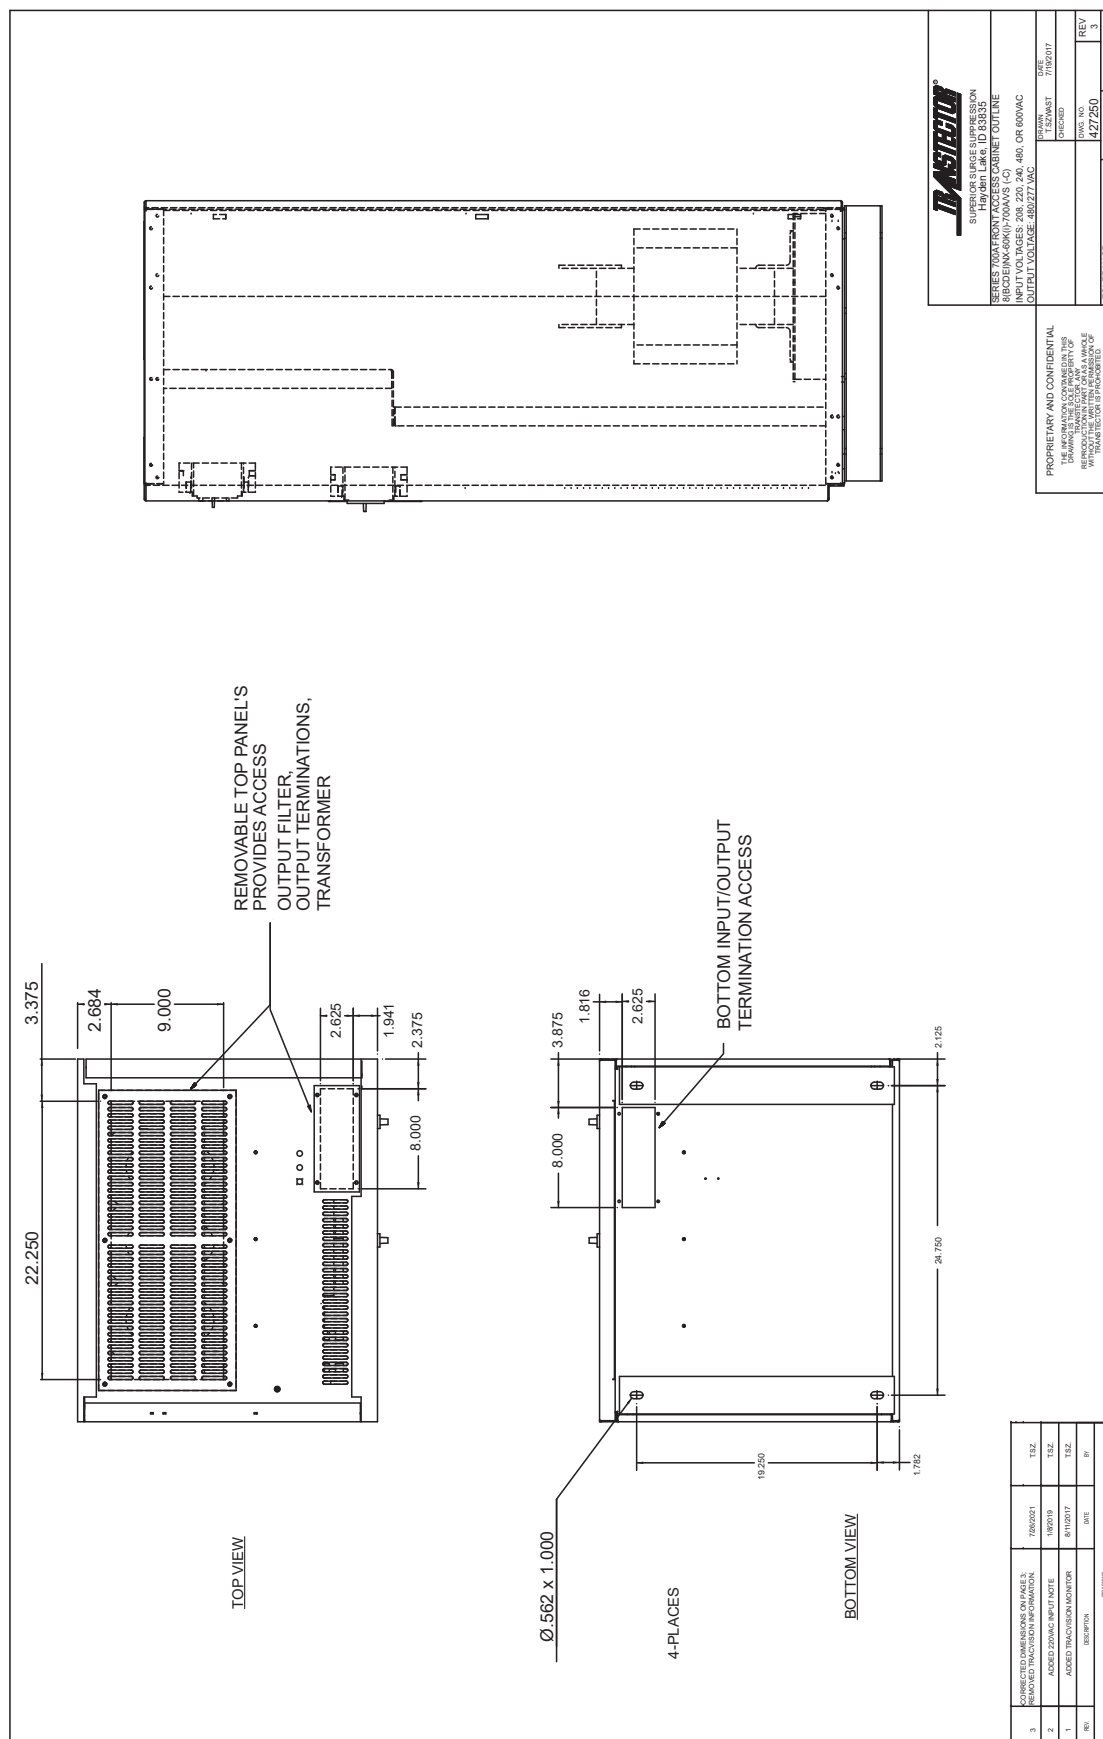 TOP VIEW
22.250
3.375
2.684
9.000
2.625
1.941
2.375
8.000
REMOVABLE TOP PANEL'S
PROVIDES ACCESS
OUTPUT FILTER,
OUTPUT TERMINATIONS,
TRANSFORMER
Ø.562 x 1.000
4-PLACES
BOTTOM VIEW
1.816
3.875
2.625
8.000
BOTTOM INPUT/OUTPUT
TERMINATION ACCESS
24.750
2.125
19.250
1.782
3 CORRECTED DIMENSIONS ON PAGE 3; REMOVED TRACVISION INFORMATION. 7/26/2021 T.SZ.
2 ADDED 220VAC INPUT NOTE 1/8/2019 T.SZ.
1 ADDED TRACVISION MONITOR 8/11/2017 T.SZ.
REV. DESCRIPTION DATE BY
PROPRIETARY AND CONFIDENTIAL
THE INFORMATION CONTAINED IN THIS
DRAWING IS THE SOLE PROPERTY OF
TRANSTECTOR. ANY
REPRODUCTION IN PART OR AS A WHOLE
WITHOUT THE WRITTEN PERMISSION OF
TRANSTECTOR IS PROHIBITED.
TRANSTECTOR®
SUPERIOR SURGE SUPPRESSION
Hayden Lake, ID 83835
SERIES 700A FRONT ACCESS CABINET OUTLINE
INPUT VOLTAGES: 208, 220, 240, 480, OR 600VAC
OUTPUT VOLTAGE: 480/277 VAC
DRAWN T.SZWAST DATE 7/19/2017
CHECKED
DWG. NO. 427250 REV 3